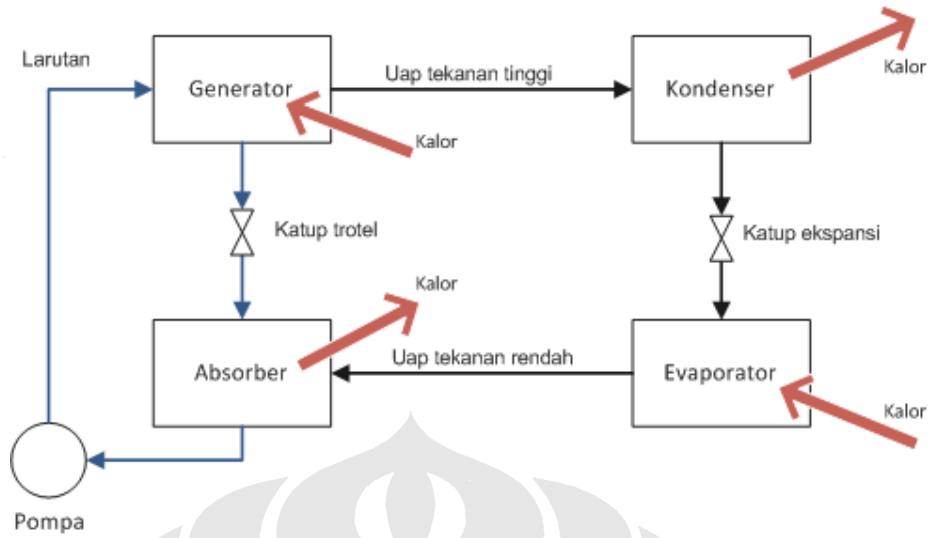 Larutan
Generator
Uap tekanan tinggi
Kondenser
Kalor
Kalor
Katup trotel
Katup ekspansi
Kalor
Absorber
Uap tekanan rendah
Evaporator
Kalor
Pompa